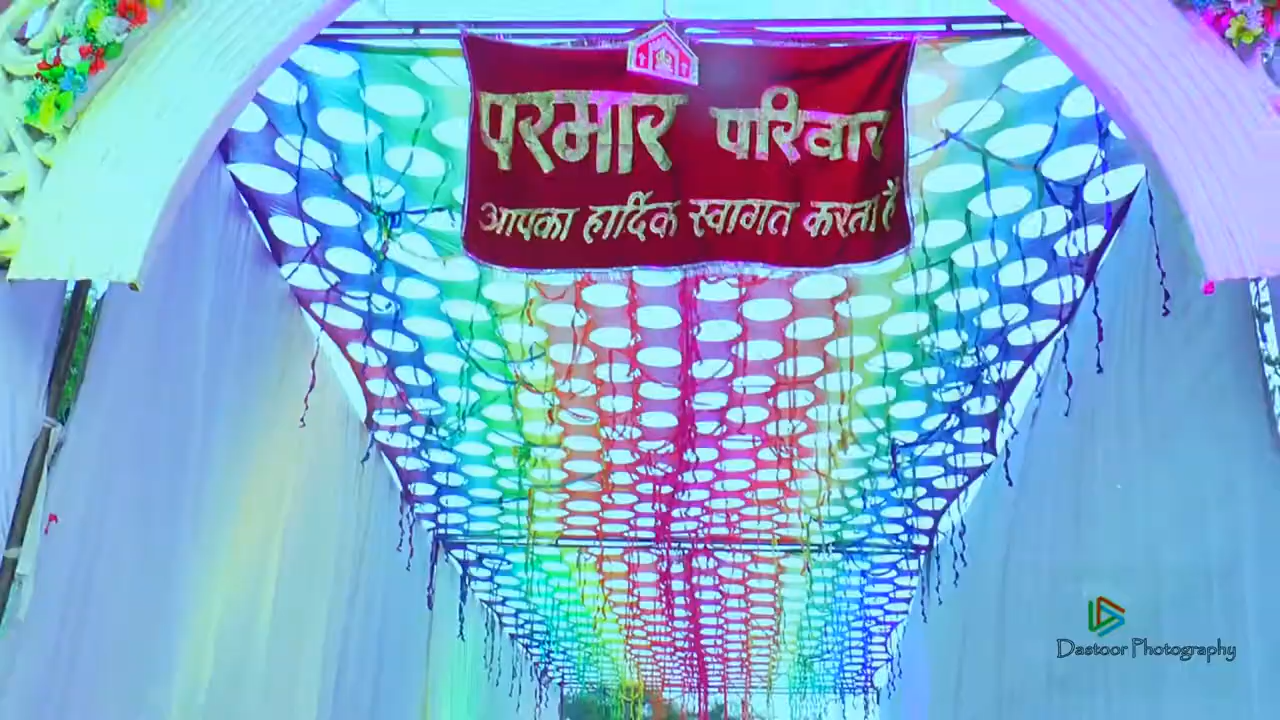 परमार परिवार
आपका हार्दिक स्वागत करता है
Dastoor Photography